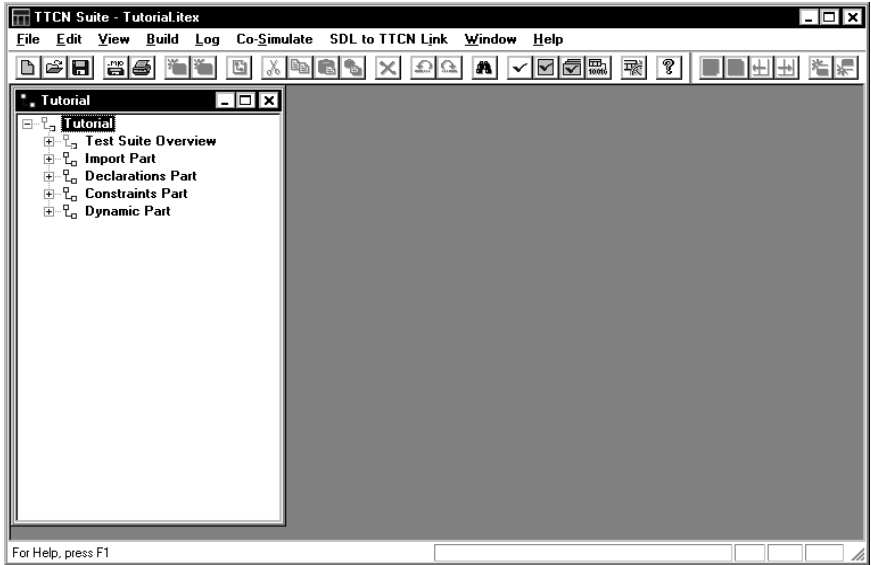 TTCN Suite - Tutorial.itex
File Edit View Build Log Co-Simulate SDL to TTCN Link Window Help
Tutorial
Tutorial
Test Suite Overview
Import Part
Declarations Part
Constraints Part
Dynamic Part
For Help, press F1